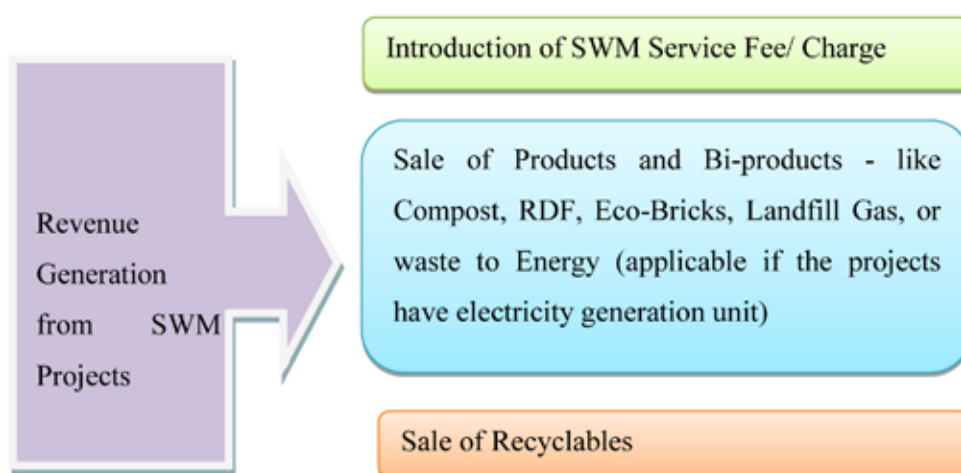 Introduction of SWM Service Fee/ Charge
Sale of Products and Bi-products - like
Compost, RDF, Eco-Bricks, Landfill Gas, or
waste to Energy (applicable if the projects
have electricity generation unit)
Revenue
Generation
from SWM
Projects
Sale of Recyclables